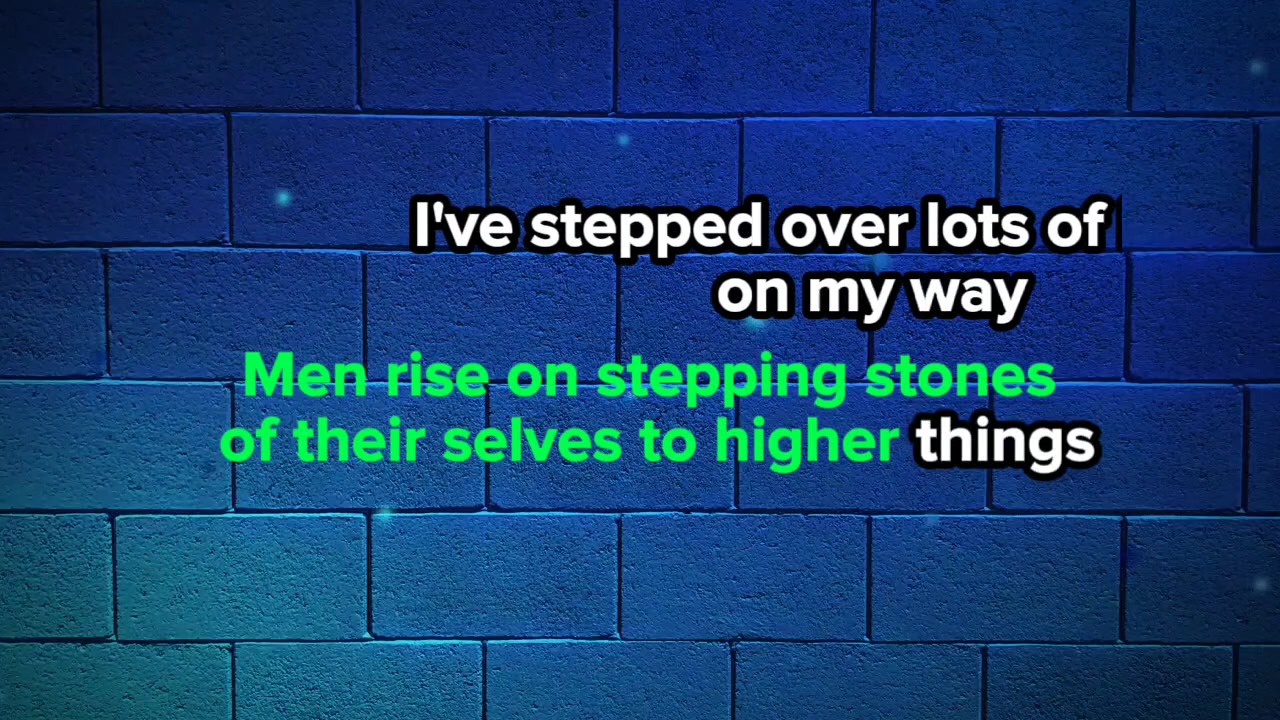 I've stepped over lots of
on my way
Men rise on stepping stones
of their selves to higher things